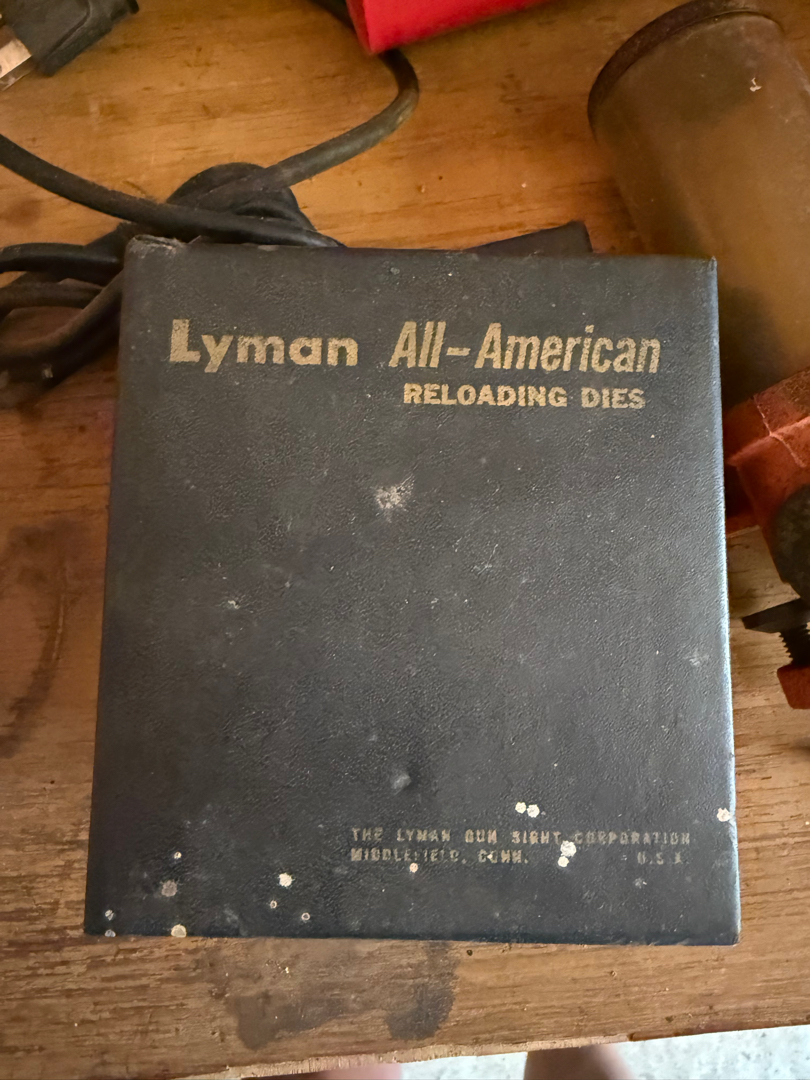 Lyman All-American
RELOADING DIES
THE LYMAN GUN SIGHT CORPORATION
MIDDLEFIELD, CONN. U.S.A.